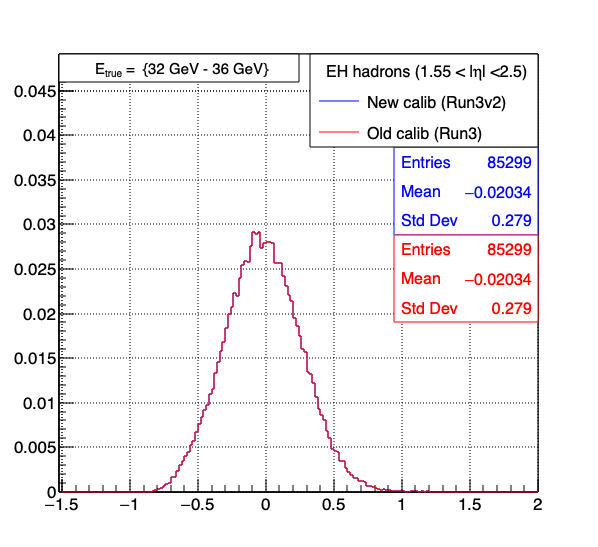 E_true = {32 GeV - 36 GeV}
EH hadrons (1.55 < |η| <2.5)
New calib (Run3v2)
Old calib (Run3)
Entries 85299
Mean −0.02034
Std Dev 0.279
Entries 85299
Mean −0.02034
Std Dev 0.279
0.045
0.04
0.035
0.03
0.025
0.02
0.015
0.01
0.005
0
−1.5 −1 −0.5 0 0.5 1 1.5 2